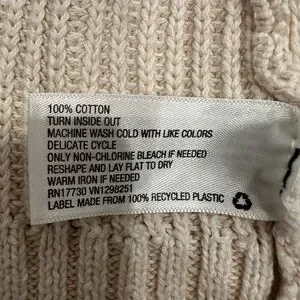 100% COTTON
TURN INSIDE OUT
MACHINE WASH COLD WITH LIKE COLORS
DELICATE CYCLE
ONLY NON-CHLORINE BLEACH IF NEEDED
RESHAPE AND LAY FLAT TO DRY
WARM IRON IF NEEDED
RN17730 VN1298251
LABEL MADE FROM 100% RECYCLED PLASTIC